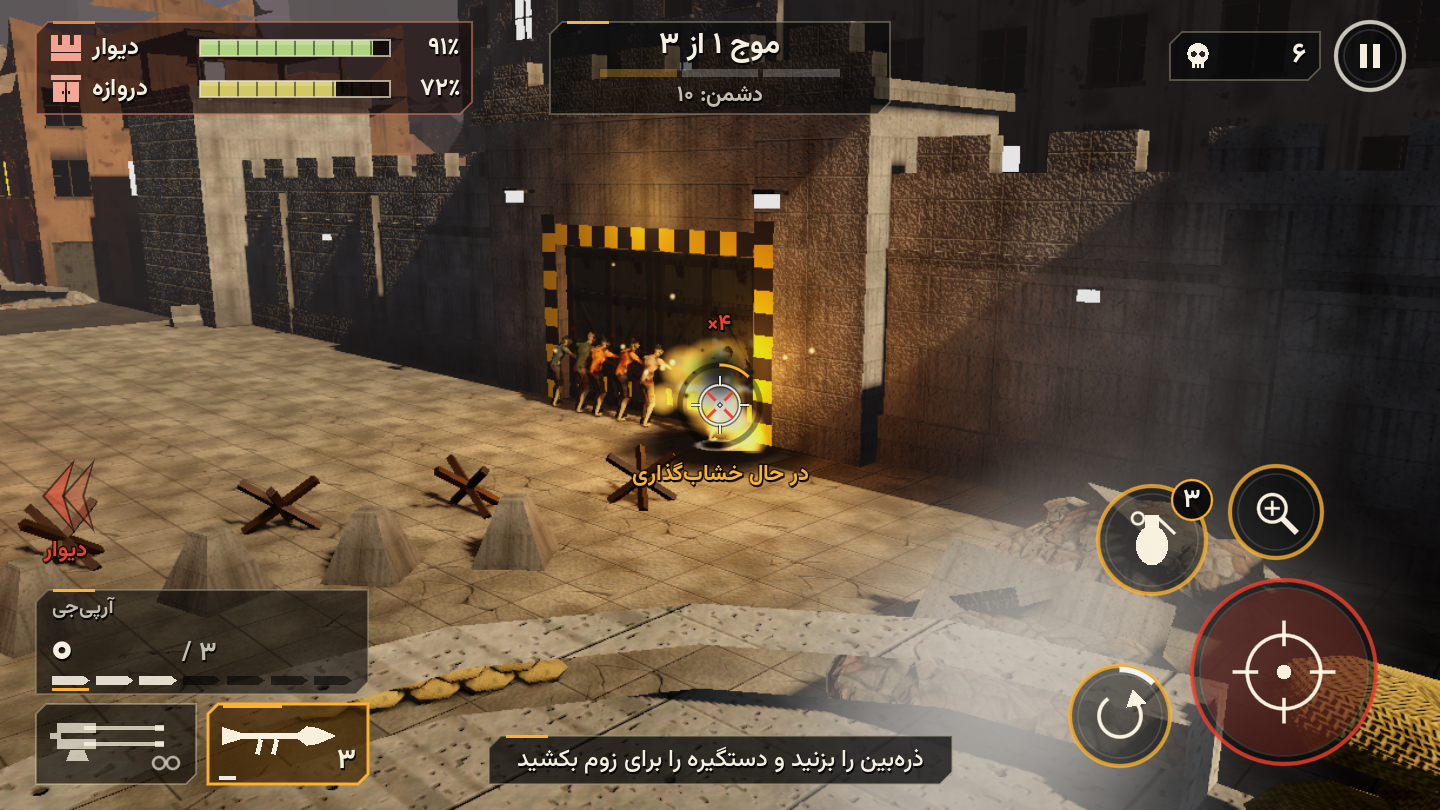 دیوار ۹۱٪
دروازه ۷۲٪
موج ۱ از ۳
دشمن: ۱۰
۶
×۴
در حال خشاب‌گذاری
دیوار
۳
آرپی‌جی
/ ۳
∞
۳
ذره‌بین را بزنید و دستگیره را برای زوم بکشید